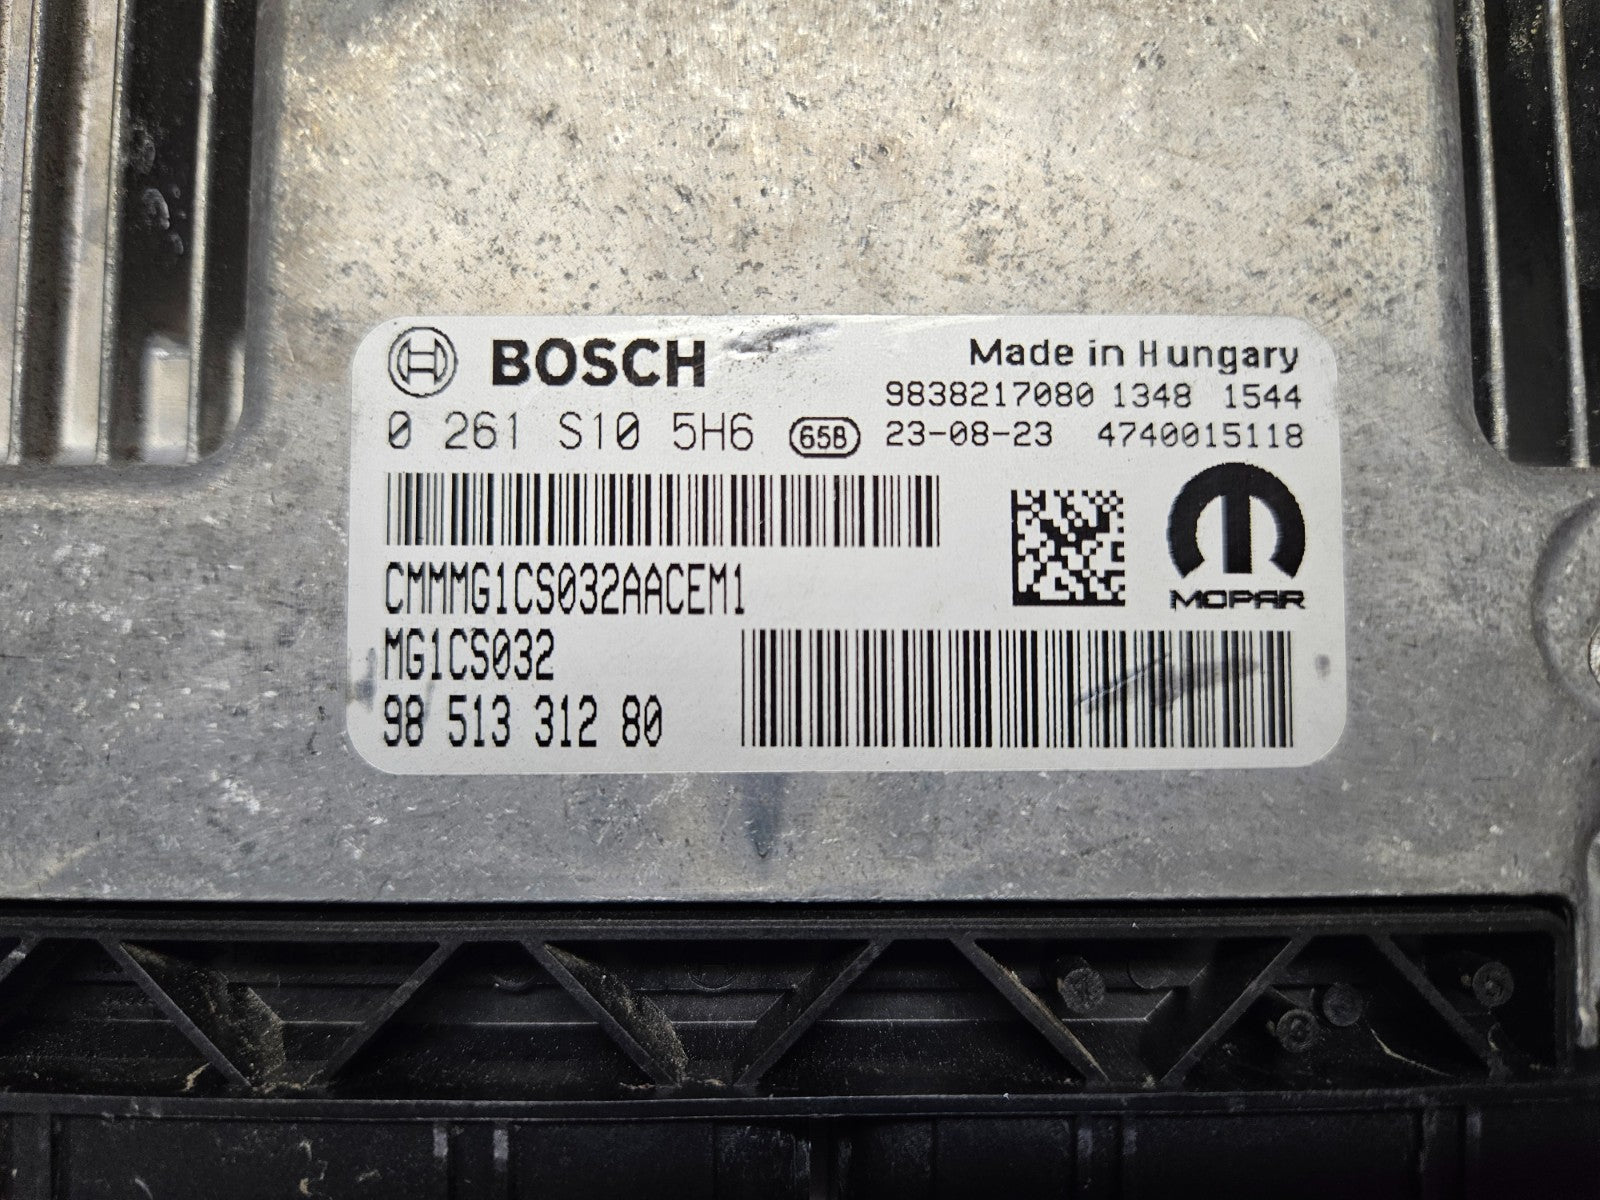 BOSCH
Made in Hungary
9838217080 1348 1544
0 261 S10 5H6 65B 23-08-23 4740015118
CMMMG1CS032AACEM1
MOPAR
MG1CS032
98 513 312 80